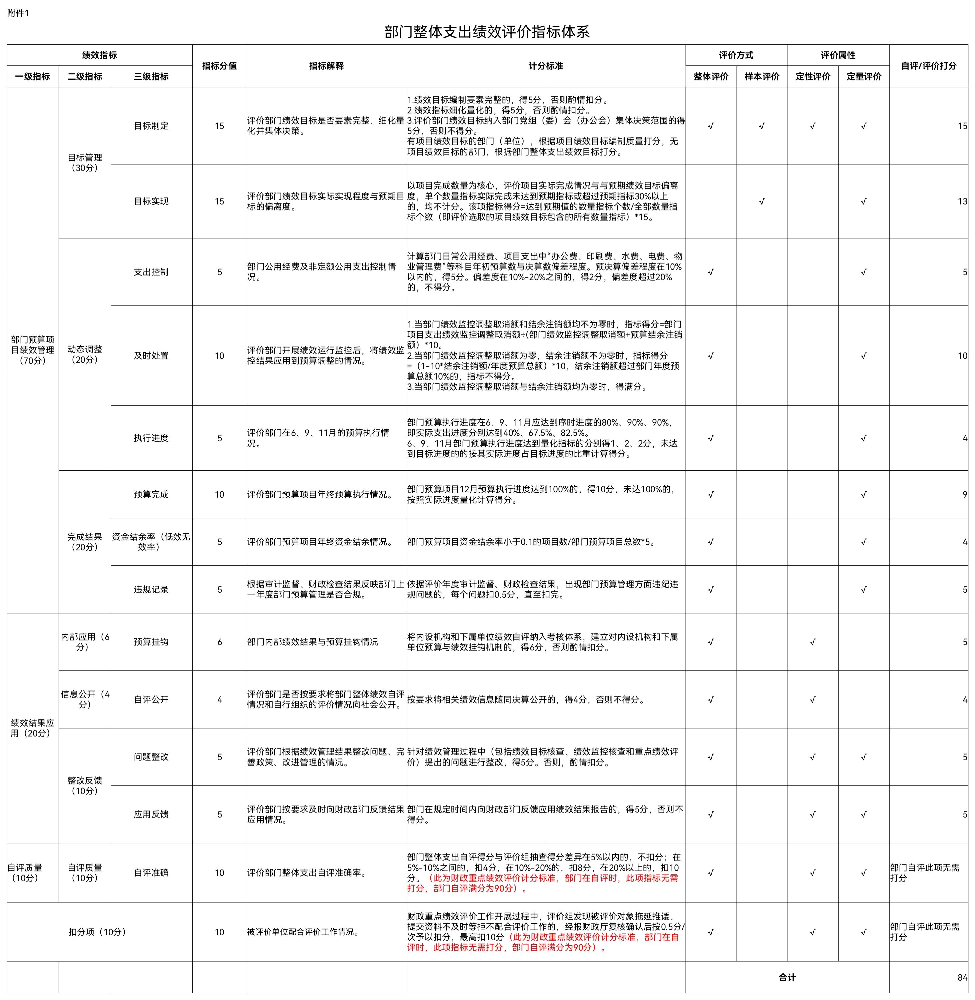 附件1
部门整体支出绩效评价指标体系
绩效指标
指标分值
指标解释
计分标准
评价方式
评价属性
自评/评价打分
一级指标
二级指标
三级指标
整体评价
样本评价
定性评价
定量评价
部门预算项
目绩效管理
（70分）
目标管理
（30分）
目标制定
15
评价部门绩效目标是否要素完整、细化量
化并集体决策。
1.绩效目标编制要素完整的，得5分，否则酌情扣分。
2.绩效指标细化量化的，得5分，否则酌情扣分。
3.评价部门绩效目标纳入部门党组（委）会（办公会）集体决策范围的得
5分，否则不得分。
有项目绩效目标的部门（单位），根据项目绩效目标编制质量打分，无
项目绩效目标的部门，根据部门整体支出绩效目标打分。
√
√
√
√
15
目标实现
15
评价部门绩效目标实际实现程度与预期目
标的偏离度。
以项目完成数量为核心，评价项目实际完成情况与与预期绩效目标偏离
度，单个数量指标实际完成未达到预期指标或超过预期指标30%以上
的，均不计分。该项指标得分=达到预期值的数量指标个数/全部数量指
标个数（即评价选取的项目绩效目标包含的所有数量指标）*15。
√
√
13
动态调整
（20分）
支出控制
5
部门公用经费及非定额公用支出控制情
况。
计算部门日常公用经费、项目支出中“办公费、印刷费、水费、电费、物
业管理费”等科目年初预算数与决算数偏差程度。预决算偏差程度在10%
以内的，得5分。偏差度在10%-20%之间的，得2分，偏差度超过20%
的，不得分。
√
√
5
及时处置
10
评价部门开展绩效运行监控后，将绩效监
控结果应用到预算调整的情况。
1.当部门绩效监控调整取消额和结余注销额均不为零时，指标得分=部门
项目支出绩效监控调整取消额÷(部门绩效监控调整取消额+预算结余注销
额）*10。
2.当部门绩效监控调整取消额为零，结余注销额不为零时，指标得分
=（1-10*结余注销额/年度预算总额）*10，结余注销额超过部门年度预
算总额10%的，指标不得分。
3.当部门绩效监控调整取消额与结余注销额均为零时，得满分。
√
√
10
执行进度
5
评价部门在6、9、11月的预算执行情
况。
部门预算执行进度在6、9、11月应达到序时进度的80%、90%、90%，
即实际支出进度分别达到40%、67.5%、82.5%。
6、9、11月部门预算执行进度达到量化指标的分别得1、2、2分，未达
到目标进度的的按其实际进度占目标进度的比重计算得分。
√
√
4
完成结果
（20分）
预算完成
10
评价部门预算项目年终预算执行情况。
部门预算项目12月预算执行进度达到100%的，得10分，未达100%的，
按照实际进度量化计算得分。
√
√
9
资金结余率（低效无
效率）
5
评价部门预算项目年终资金结余情况。
部门预算项目资金结余率小于0.1的项目数/部门预算项目总数*5。
√
√
4
违规记录
5
根据审计监督、财政检查结果反映部门上
一年度部门预算管理是否合规。
依据评价年度审计监督、财政检查结果，出现部门预算管理方面违纪违
规问题的，每个问题扣0.5分，直至扣完。
√
√
5
绩效结果应
用（20分）
内部应用（6
分）
预算挂钩
6
部门内部绩效结果与预算挂钩情况
将内设机构和下属单位绩效自评纳入考核体系，建立对内设机构和下属
单位预算与绩效挂钩机制的，得6分，否则酌情扣分。
√
√
5
信息公开（4
分）
自评公开
4
评价部门是否按要求将部门整体绩效自评
情况和自行组织的评价情况向社会公开。
按要求将相关绩效信息随同决算公开的，得4分，否则不得分。
√
√
4
整改反馈
（10分）
问题整改
5
评价部门根据绩效管理结果整改问题、完
善政策、改进管理的情况。
针对绩效管理过程中（包括绩效目标核查、绩效监控核查和重点绩效评
价）提出的问题进行整改，得5分。否则，酌情扣分。
√
√
√
5
应用反馈
5
评价部门按要求及时向财政部门反馈结果
应用情况。
部门在规定时间内向财政部门反馈应用绩效结果报告的，得5分，否则不
得分。
√
√
√
5
自评质量
（10分）
自评质量
（10分）
自评准确
10
评价部门整体支出自评准确率。
部门整体支出自评得分与评价组抽查得分差异在5%以内的，不扣分；在
5%-10%之间的，扣4分，在10%-20%的，扣8分，在20%以上的，扣10
分。（此为财政重点绩效评价计分标准，部门在自评时，此项指标无需
打分，部门自评满分为90分）。
√
√
√
部门自评此项无需
打分
扣分项（10分）
10
被评价单位配合评价工作情况。
财政重点绩效评价工作开展过程中，评价组发现被评价对象拖延推诿、
提交资料不及时等拒不配合评价工作的，经报财政厅复核确认后按0.5分/
次予以扣分，最高扣10分（此为财政重点绩效评价计分标准，部门在自
评时，此项指标无需打分，部门自评满分为90分）。
√
√
√
部门自评此项无需
打分
合计
84